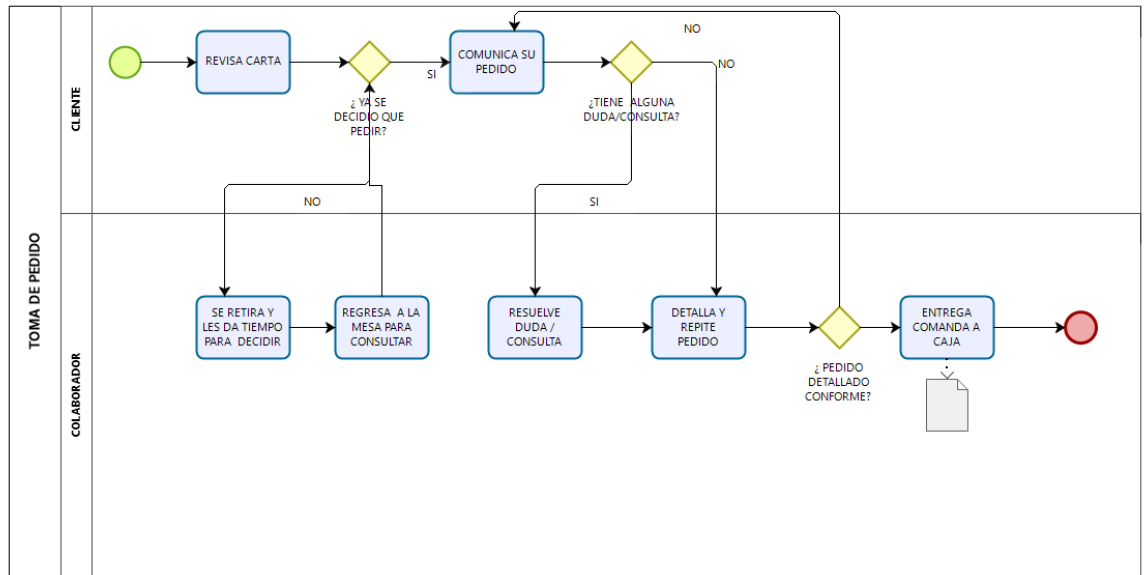 TOMA DE PEDIDO
CLIENTE
REVISA CARTA
¿ YA SE
DECIDIO QUE
PEDIR?
SI
COMUNICA SU
PEDIDO
¿TIENE ALGUNA
DUDA/CONSULTA?
NO
NO
NO
SI
COLABORADOR
SE RETIRA Y
LES DA TIEMPO
PARA DECIDIR
REGRESA A LA
MESA PARA
CONSULTAR
RESUELVE
DUDA /
CONSULTA
DETALLA Y
REPITE
PEDIDO
¿ PEDIDO
DETALLADO
CONFORME?
ENTREGA
COMANDA A
CAJA